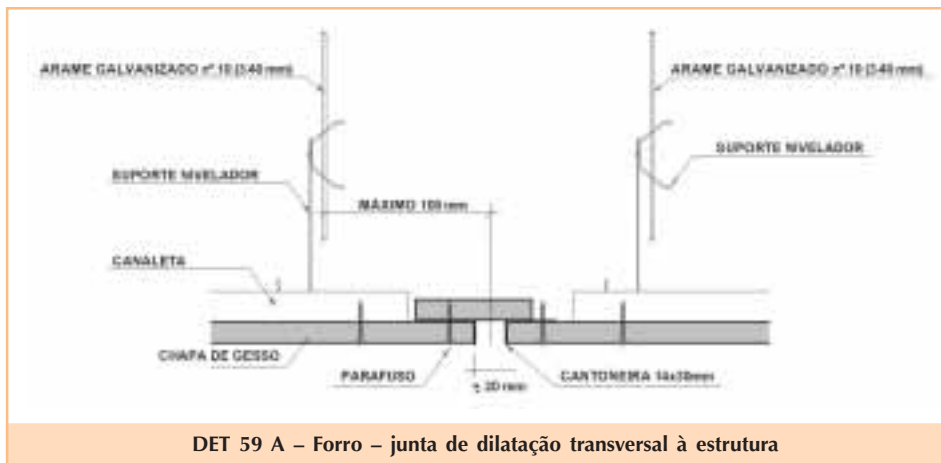 ARAME GALVANIZADO nº 10 (3.40 mm)
ARAME GALVANIZADO nº 10 (3.40 mm)
SUPORTE NIVELADOR
SUPORTE NIVELADOR
MÁXIMO 100 mm
CANALETA
CHAPA DE GESSO
PARAFUSO
CANTONEIRA 14x30mm
20 mm
DET 59 A – Forro – junta de dilatação transversal à estrutura